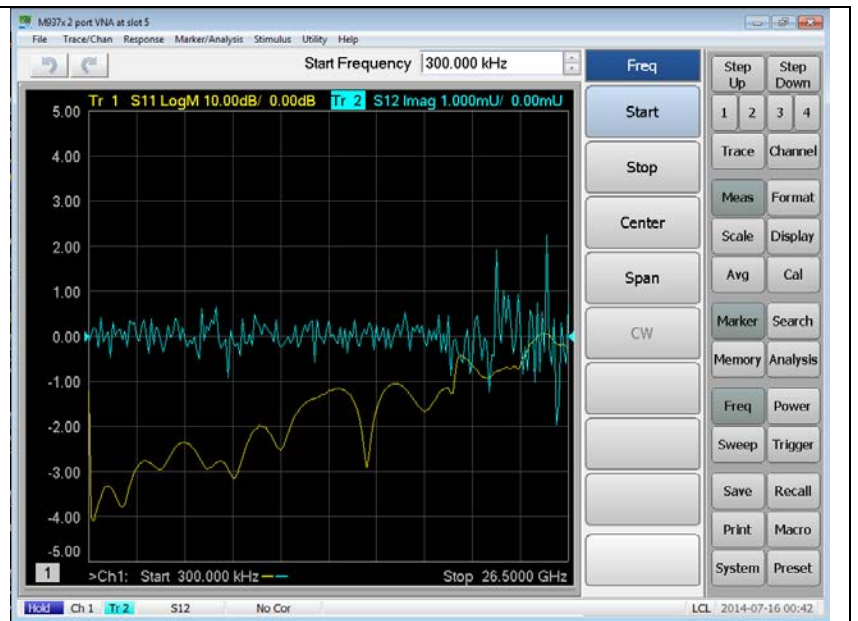 M937x 2 port VNA at slot 5
File Trace/Chan Response Marker/Analysis Stimulus Utility Help
Start Frequency 300.000 kHz
Tr 1 S11 LogM 10.00dB/ 0.00dB Tr 2 S12 Imag 1.000mU/ 0.00mU
5.00
4.00
3.00
2.00
1.00
0.00
-1.00
-2.00
-3.00
-4.00
-5.00
1 >Ch1: Start 300.000 kHz Stop 26.5000 GHz
Freq
Start
Stop
Center
Span
CW
Step Up Step Down
1 2 3 4
Trace Channel
Meas Format
Scale Display
Avg Cal
Marker Search
Memory Analysis
Freq Power
Sweep Trigger
Save Recall
Print Macro
System Preset
Hold Ch 1 Tr 2 S12 No Cor LCL 2014-07-16 00:42